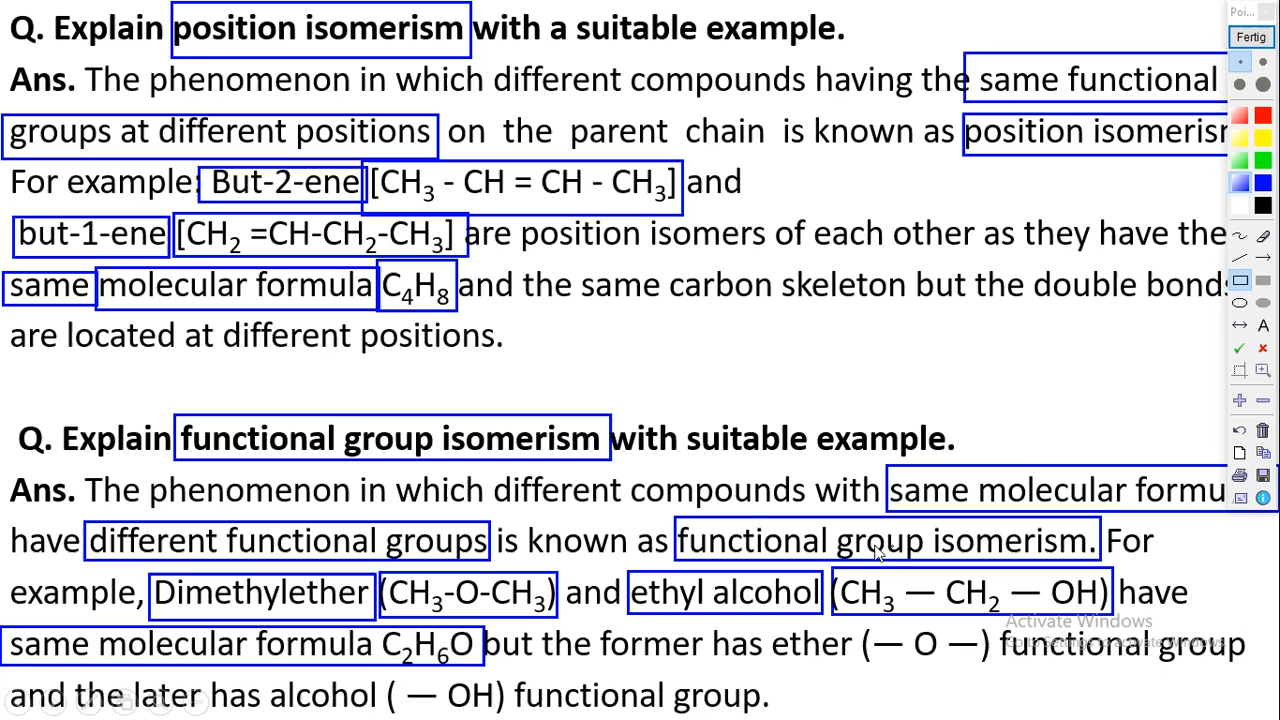 Q. Explain position isomerism with a suitable example.
Ans. The phenomenon in which different compounds having the same functional
groups at different positions on the parent chain is known as position isomerism
For example: But-2-ene [CH₃ - CH = CH - CH₃] and
but-1-ene [CH₂ =CH-CH₂-CH₃] are position isomers of each other as they have the
same molecular formula C₄H₈ and the same carbon skeleton but the double bonds
are located at different positions.
Q. Explain functional group isomerism with suitable example.
Ans. The phenomenon in which different compounds with same molecular formu
have different functional groups is known as functional group isomerism. For
example, Dimethylether (CH₃-O-CH₃) and ethyl alcohol (CH₃ — CH₂ — OH) have
same molecular formula C₂H₆O but the former has ether (— O —) functional group
and the later has alcohol ( — OH) functional group.
Poi...
Fertig
A
Activate Windows
Go to Settings to activate Windows.